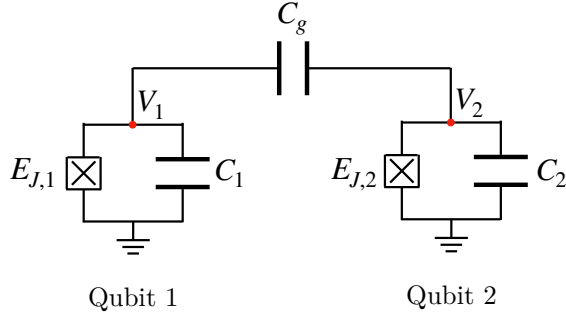 C_g
V_1 V_2
E_{J,1} C_1 E_{J,2} C_2
Qubit 1 Qubit 2